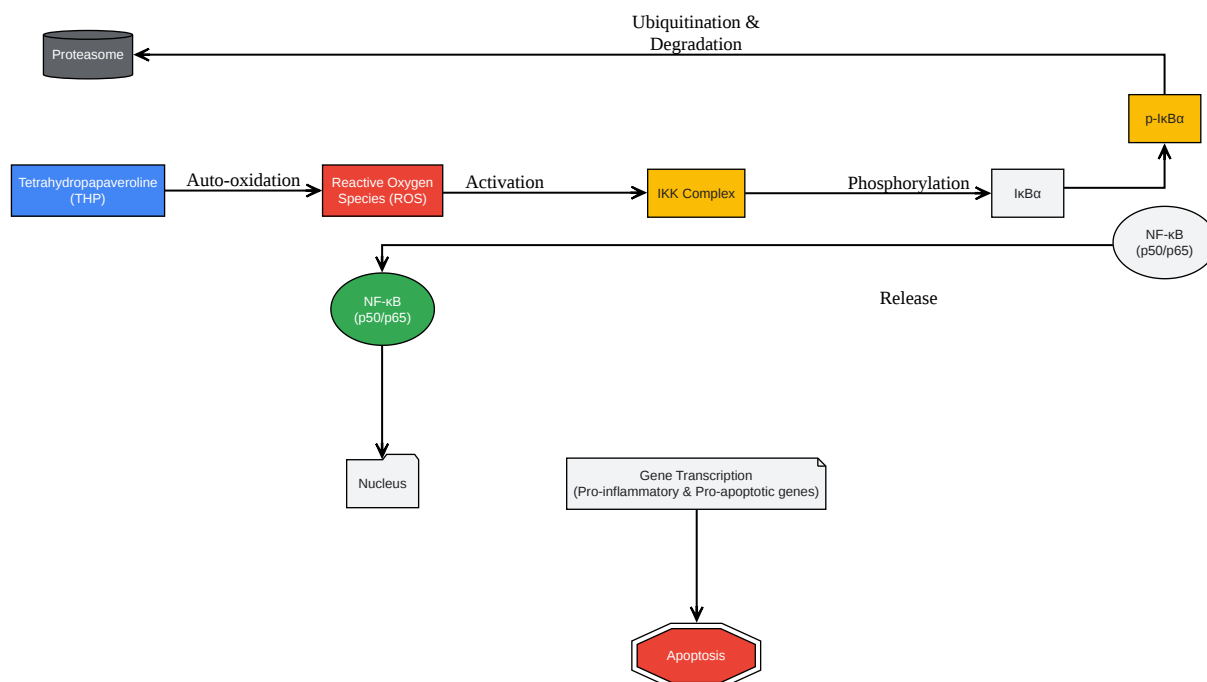 Ubiquitination &
Degradation
Proteasome
p-IκBα
Tetrahydropapaveroline
(THP)
Auto-oxidation
Reactive Oxygen
Species (ROS)
Activation
IKK Complex
Phosphorylation
IκBα
NF-κB
(p50/p65)
Release
NF-κB
(p50/p65)
Nucleus
Gene Transcription
(Pro-inflammatory & Pro-apoptotic genes)
Apoptosis